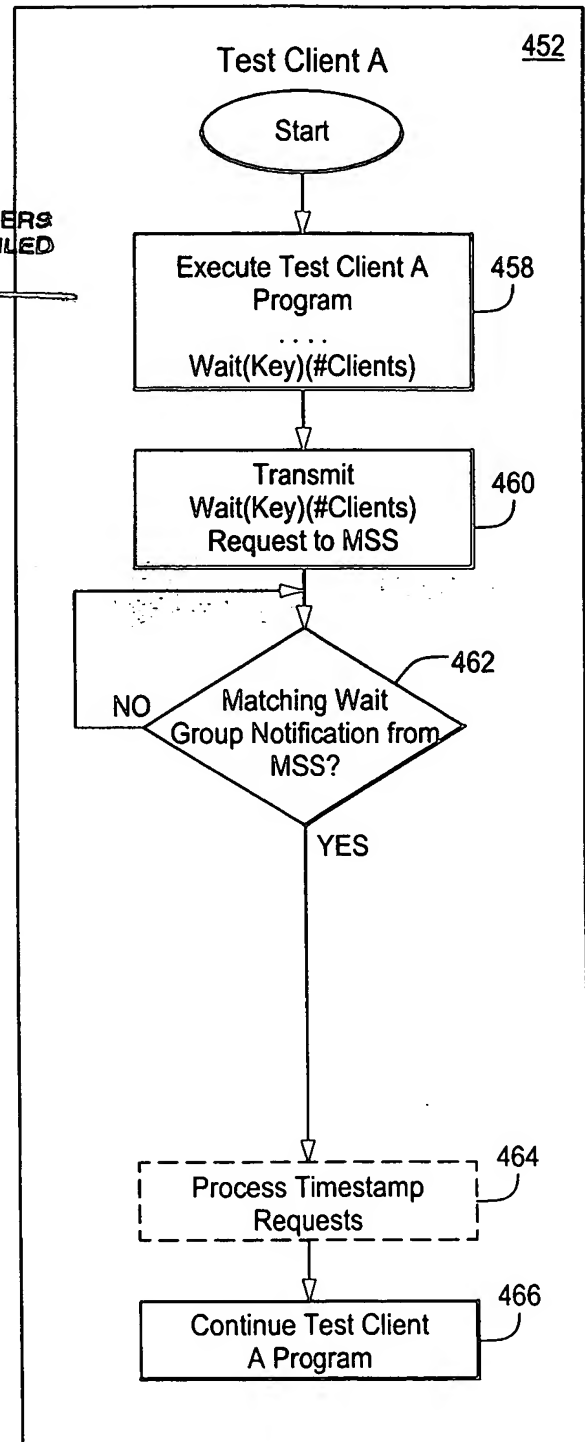 452
Test Client A
Start
Execute Test Client A
Program
. . . .
Wait(Key)(#Clients)
458
Transmit
Wait(Key)(#Clients)
Request to MSS
460
Matching Wait
Group Notification from
MSS?
462
NO
YES
Process Timestamp
Requests
464
Continue Test Client
A Program
466